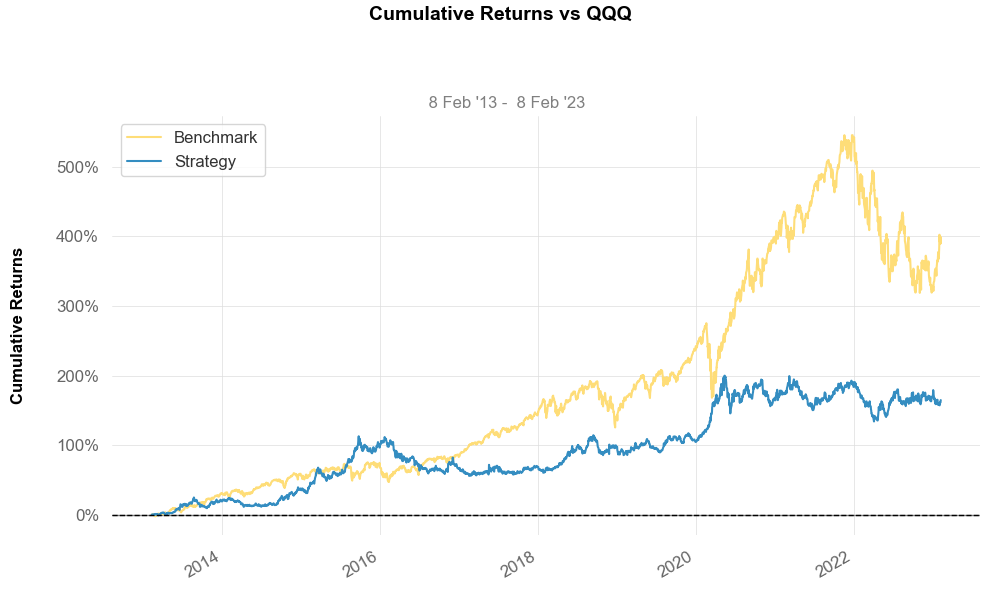 Cumulative Returns vs QQQ
8 Feb '13 -  8 Feb '23
Benchmark
Strategy
Cumulative Returns
500%
400%
300%
200%
100%
0%
2014
2016
2018
2020
2022